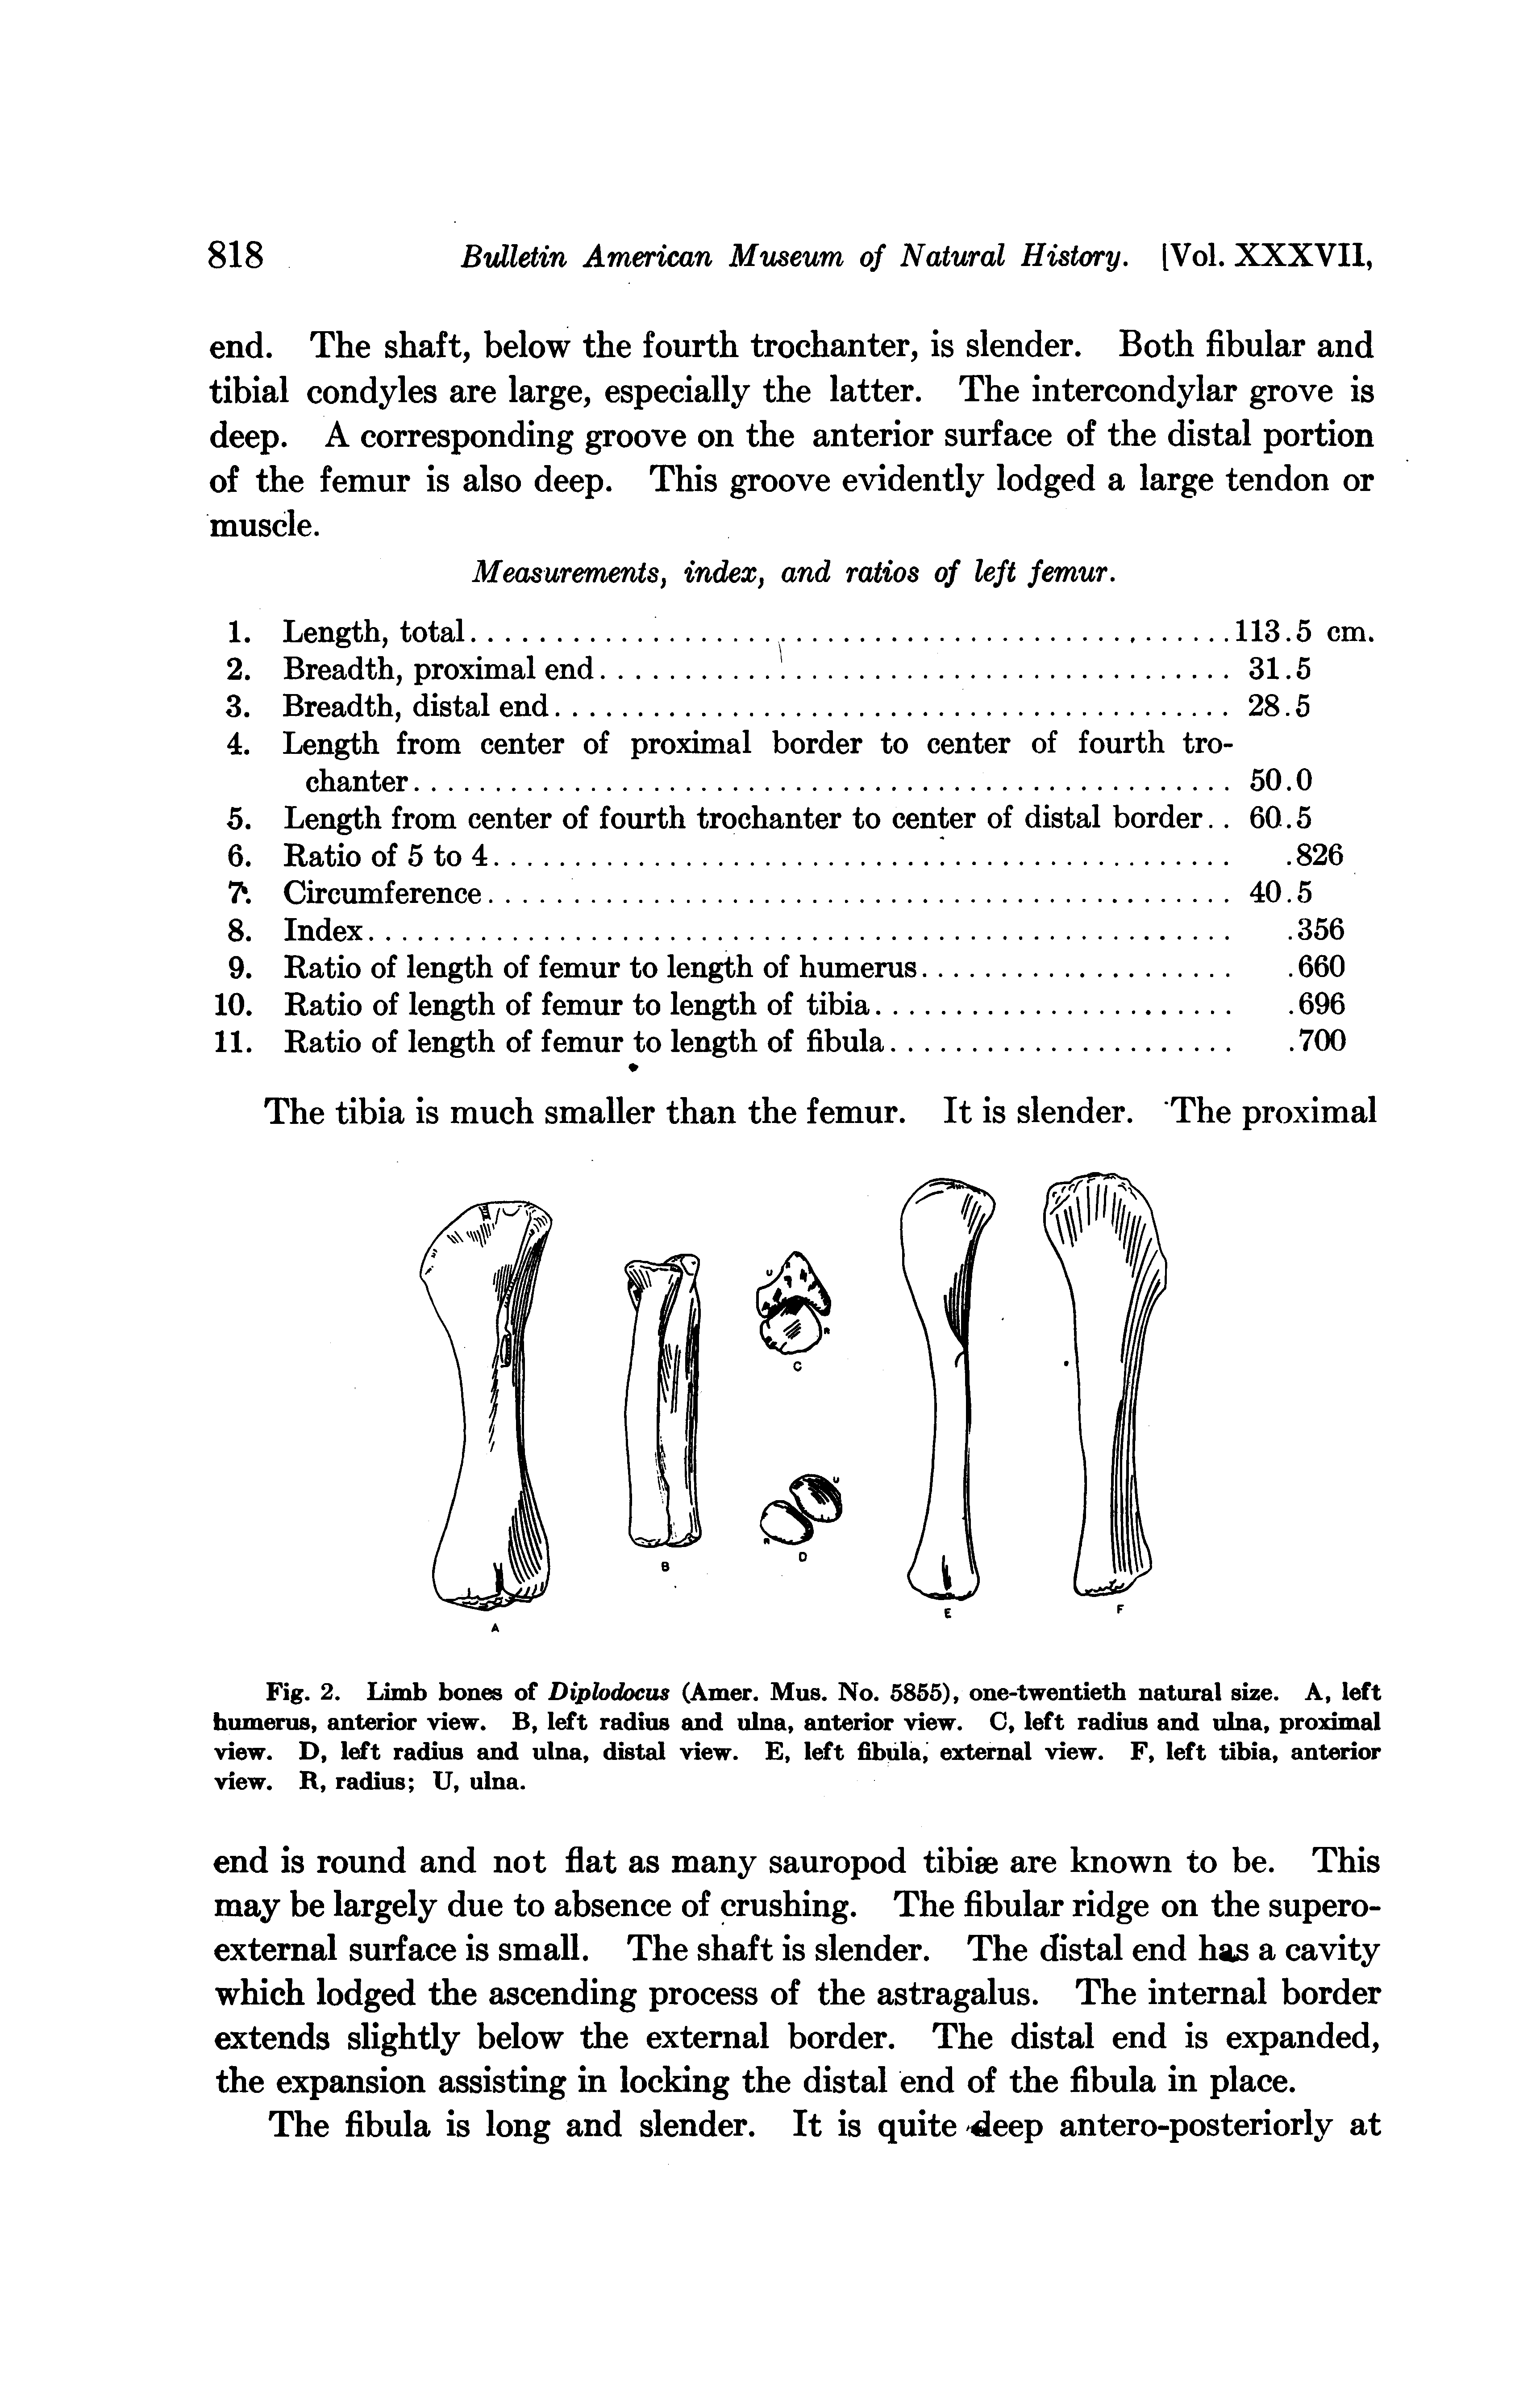 818 Bulletin American Museum of Natural History. [Vol. XXXVII,
end. The shaft, below the fourth trochanter, is slender. Both fibular and
tibial condyles are large, especially the latter. The intercondylar grove is
deep. A corresponding groove on the anterior surface of the distal portion
of the femur is also deep. This groove evidently lodged a large tendon or
muscle.
Measurements, index, and ratios of left femur.
1. Length, total . . . . . . . . . . . . . . . . . . . . 113.5 cm.
2. Breadth, proximal end . . . . . . . . . . . . . . . . . . . . 31.5
3. Breadth, distal end . . . . . . . . . . . . . . . . . . . . 28.5
4. Length from center of proximal border to center of fourth tro-
chanter . . . . . . . . . . . . . . . . . . . . 50.0
5. Length from center of fourth trochanter to center of distal border . . 60.5
6. Ratio of 5 to 4 . . . . . . . . . . . . . . . . . . . . .826
7. Circumference . . . . . . . . . . . . . . . . . . . . 40.5
8. Index . . . . . . . . . . . . . . . . . . . . .356
9. Ratio of length of femur to length of humerus . . . . . . . . . . . . . . . . . . . . .660
10. Ratio of length of femur to length of tibia . . . . . . . . . . . . . . . . . . . . .696
11. Ratio of length of femur to length of fibula . . . . . . . . . . . . . . . . . . . . .700
The tibia is much smaller than the femur. It is slender. The proximal
U
R
C
U
R
D
B
E
F
A
Fig. 2. Limb bones of Diplodocus (Amer. Mus. No. 5855), one-twentieth natural size. A, left
humerus, anterior view. B, left radius and ulna, anterior view. C, left radius and ulna, proximal
view. D, left radius and ulna, distal view. E, left fibula, external view. F, left tibia, anterior
view. R, radius; U, ulna.
end is round and not flat as many sauropod tibiæ are known to be. This
may be largely due to absence of crushing. The fibular ridge on the supero-
external surface is small. The shaft is slender. The distal end has a cavity
which lodged the ascending process of the astragalus. The internal border
extends slightly below the external border. The distal end is expanded,
the expansion assisting in locking the distal end of the fibula in place.
The fibula is long and slender. It is quite deep antero-posteriorly at